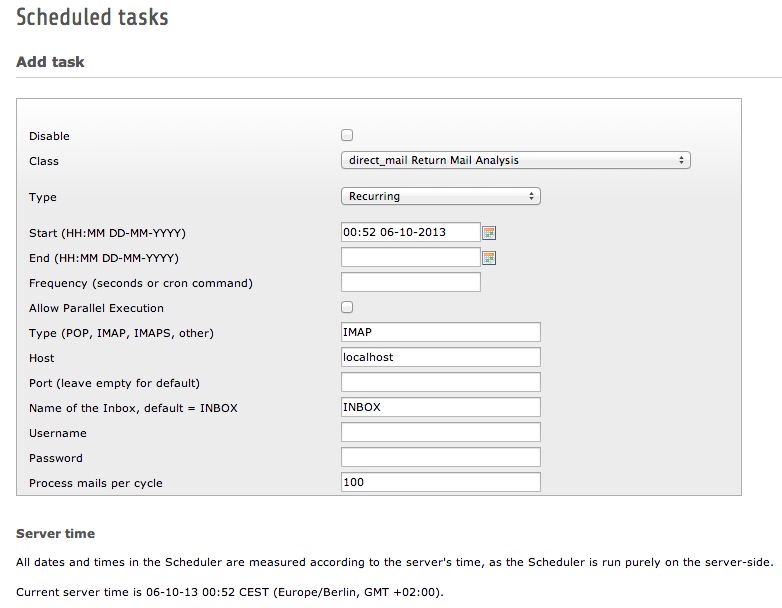 Scheduled tasks
Add task
Disable
Class direct_mail Return Mail Analysis
Type Recurring
Start (HH:MM DD-MM-YYYY) 00:52 06-10-2013
End (HH:MM DD-MM-YYYY)
Frequency (seconds or cron command)
Allow Parallel Execution
Type (POP, IMAP, IMAPS, other) IMAP
Host localhost
Port (leave empty for default)
Name of the Inbox, default = INBOX INBOX
Username
Password
Process mails per cycle 100
Server time
All dates and times in the Scheduler are measured according to the server's time, as the Scheduler is run purely on the server-side.
Current server time is 06-10-13 00:52 CEST (Europe/Berlin, GMT +02:00).